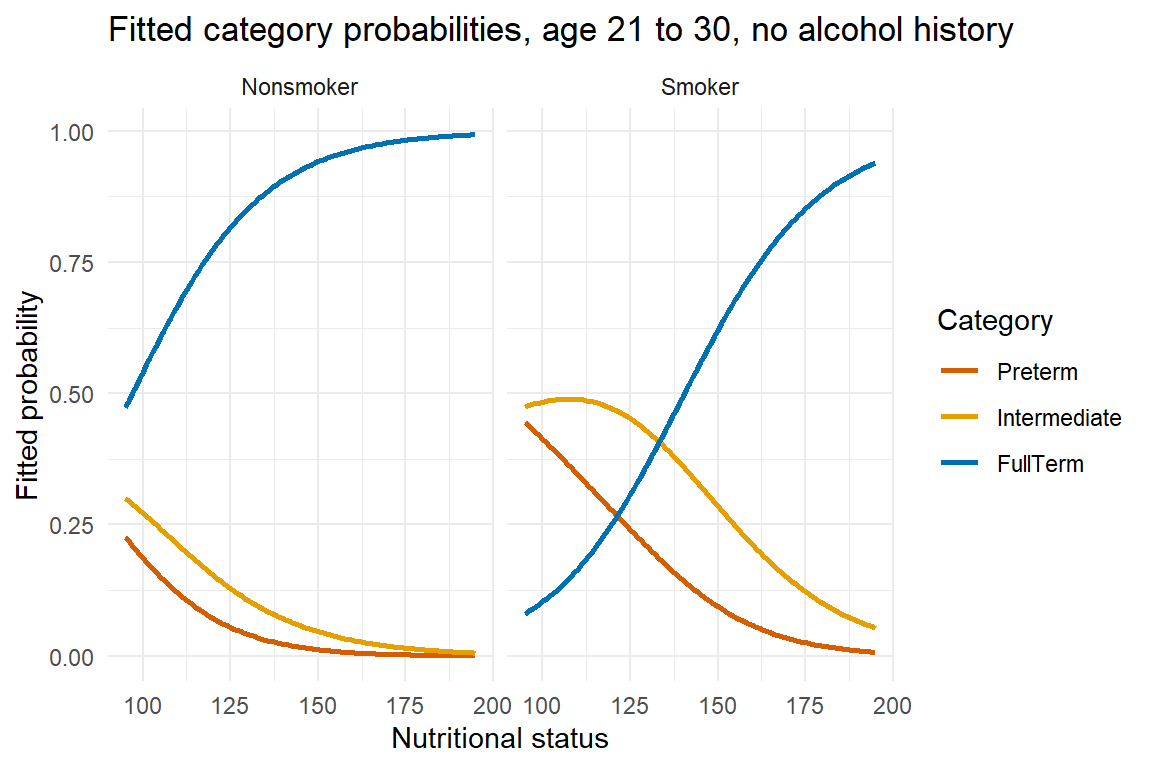 Fitted category probabilities, age 21 to 30, no alcohol history
Nonsmoker
Smoker
1.00
0.75
0.50
0.25
0.00
Fitted probability
100 125 150 175 200
100 125 150 175 200
Nutritional status
Category
Preterm
Intermediate
FullTerm